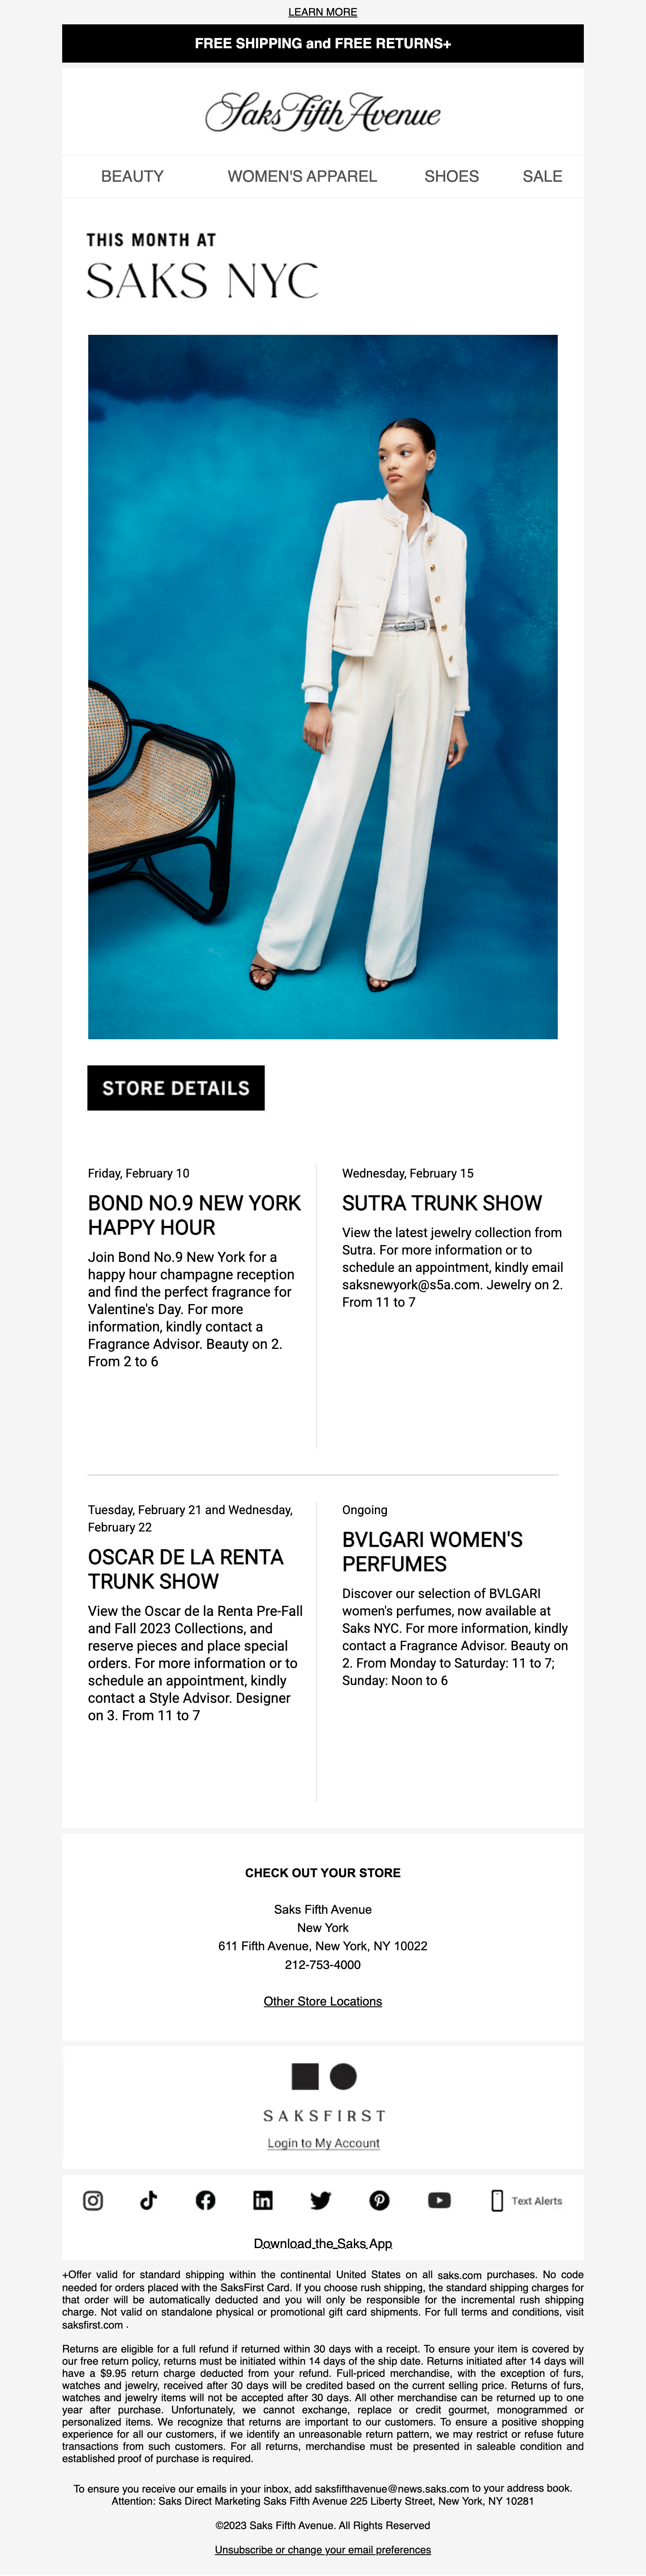 LEARN MORE
FREE SHIPPING and FREE RETURNS+
Saks Fifth Avenue
BEAUTY WOMEN'S APPAREL SHOES SALE
THIS MONTH AT
SAKS NYC
STORE DETAILS
Friday, February 10
BOND NO.9 NEW YORK
HAPPY HOUR
Join Bond No.9 New York for a
happy hour champagne reception
and find the perfect fragrance for
Valentine's Day. For more
information, kindly contact a
Fragrance Advisor. Beauty on 2.
From 2 to 6
Wednesday, February 15
SUTRA TRUNK SHOW
View the latest jewelry collection from
Sutra. For more information or to
schedule an appointment, kindly email
saksnewyork@s5a.com. Jewelry on 2.
From 11 to 7
Tuesday, February 21 and Wednesday,
February 22
OSCAR DE LA RENTA
TRUNK SHOW
View the Oscar de la Renta Pre-Fall
and Fall 2023 Collections, and
reserve pieces and place special
orders. For more information or to
schedule an appointment, kindly
contact a Style Advisor. Designer
on 3. From 11 to 7
Ongoing
BVLGARI WOMEN'S
PERFUMES
Discover our selection of BVLGARI
women's perfumes, now available at
Saks NYC. For more information, kindly
contact a Fragrance Advisor. Beauty on
2. From Monday to Saturday: 11 to 7;
Sunday: Noon to 6
CHECK OUT YOUR STORE
Saks Fifth Avenue
New York
611 Fifth Avenue, New York, NY 10022
212-753-4000
Other Store Locations
SAKSFIRST
Login to My Account
Text Alerts
Download the Saks App
+Offer valid for standard shipping within the continental United States on all saks.com purchases. No code
needed for orders placed with the SaksFirst Card. If you choose rush shipping, the standard shipping charges for
that order will be automatically deducted and you will only be responsible for the incremental rush shipping
charge. Not valid on standalone physical or promotional gift card shipments. For full terms and conditions, visit
saksfirst.com .
Returns are eligible for a full refund if returned within 30 days with a receipt. To ensure your item is covered by
our free return policy, returns must be initiated within 14 days of the ship date. Returns initiated after 14 days will
have a $9.95 return charge deducted from your refund. Full-priced merchandise, with the exception of furs,
watches and jewelry, received after 30 days will be credited based on the current selling price. Returns of furs,
watches and jewelry items will not be accepted after 30 days. All other merchandise can be returned up to one
year after purchase. Unfortunately, we cannot exchange, replace or credit gourmet, monogrammed or
personalized items. We recognize that returns are important to our customers. To ensure a positive shopping
experience for all our customers, if we identify an unreasonable return pattern, we may restrict or refuse future
transactions from such customers. For all returns, merchandise must be presented in saleable condition and
established proof of purchase is required.
To ensure you receive our emails in your inbox, add saksfifthavenue@news.saks.com to your address book.
Attention: Saks Direct Marketing Saks Fifth Avenue 225 Liberty Street, New York, NY 10281
©2023 Saks Fifth Avenue. All Rights Reserved
Unsubscribe or change your email preferences